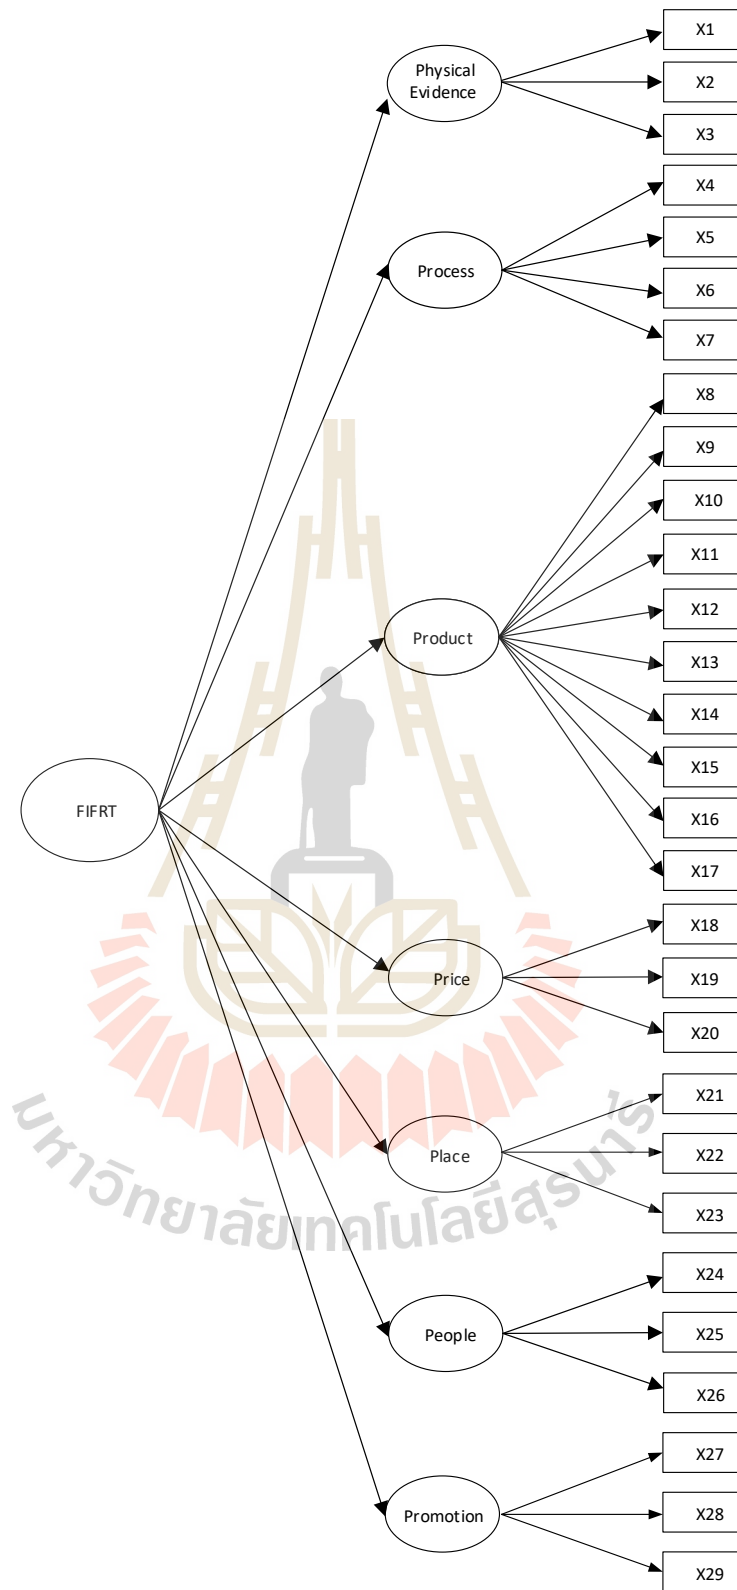 X1
Physical
Evidence
X2
X3
X4
X5
Process
X6
X7
X8
X9
X10
X11
X12
Product
X13
X14
X15
FIFRT
X16
X17
X18
Price
X19
X20
X21
Place
X22
X23
มหาวิทยาลัยเทคโนโลยีสุรนารี
X24
People
X25
X26
X27
Promotion
X28
X29